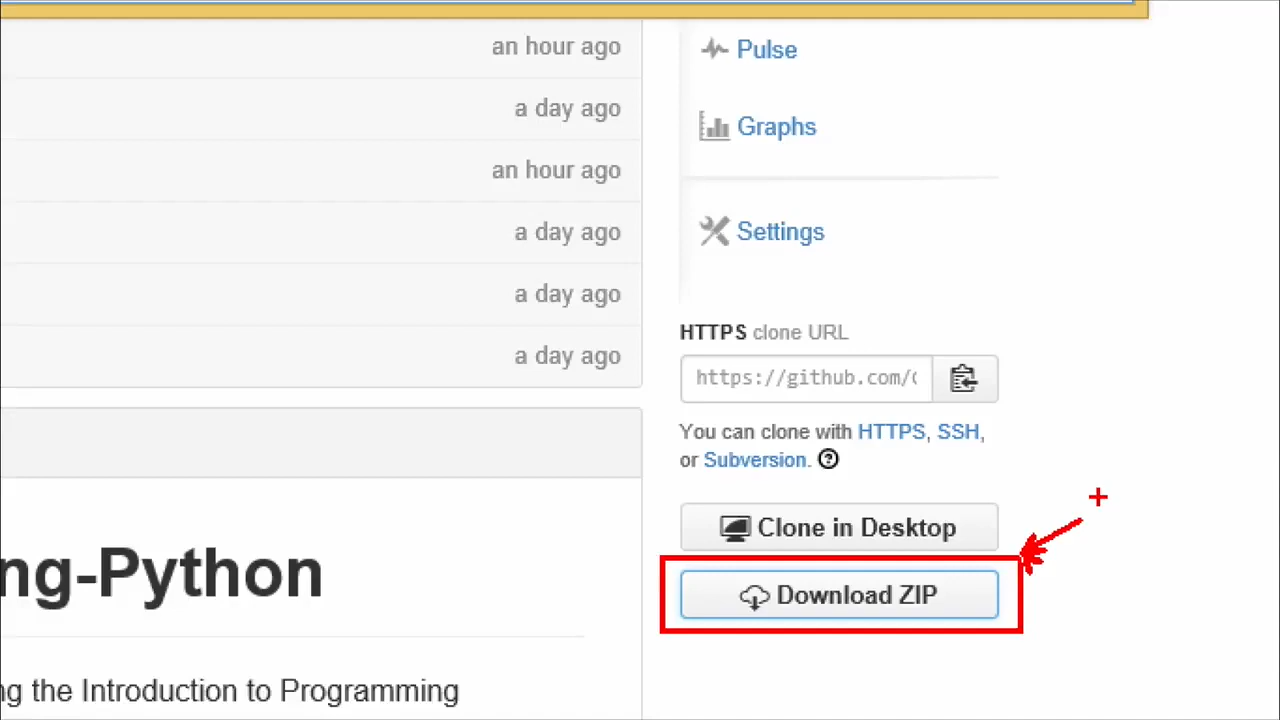 an hour ago
a day ago
an hour ago
a day ago
a day ago
a day ago
ng-Python
ng the Introduction to Programming
Pulse
Graphs
Settings
HTTPS clone URL
https://github.com/
You can clone with HTTPS, SSH,
or Subversion.
Clone in Desktop
Download ZIP